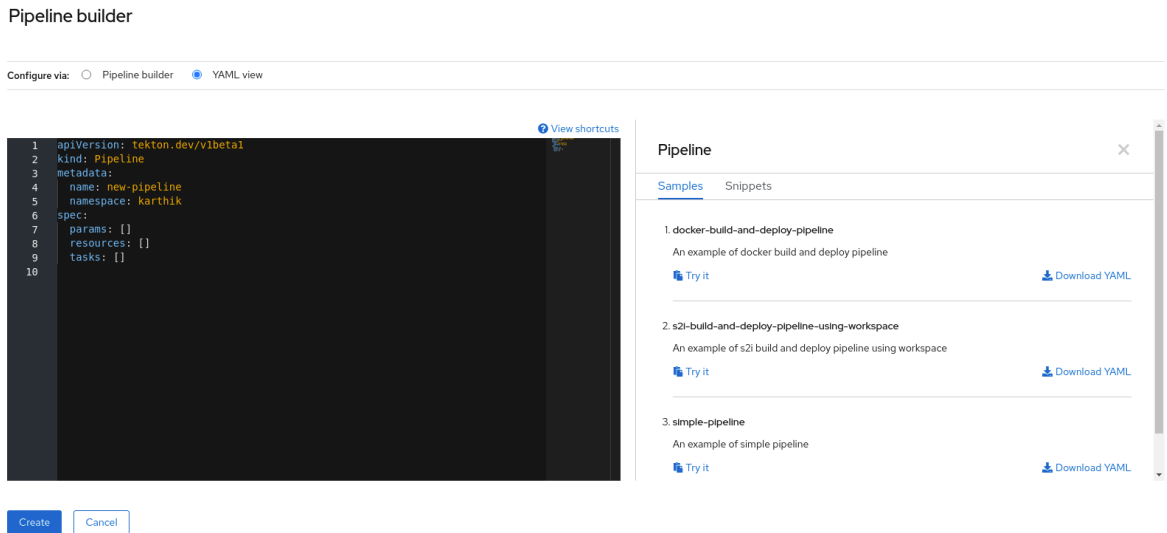 Pipeline builder
Configure via: Pipeline builder YAML view
View shortcuts
1 apiVersion: tekton.dev/v1beta1
2 kind: Pipeline
3 metadata:
4   name: new-pipeline
5   namespace: karthik
6 spec:
7   params: []
8   resources: []
9   tasks: []
10
Pipeline
Samples Snippets
1. docker-build-and-deploy-pipeline
An example of docker build and deploy pipeline
Try it Download YAML
2. s2i-build-and-deploy-pipeline-using-workspace
An example of s2i build and deploy pipeline using workspace
Try it Download YAML
3. simple-pipeline
An example of simple pipeline
Try it Download YAML
Create Cancel